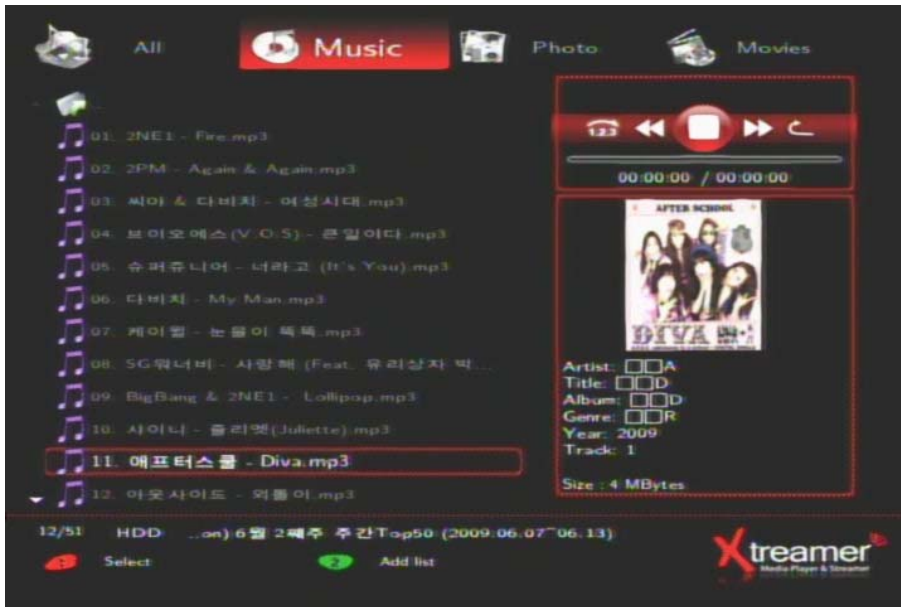 All Music Photo Movies
..
01. 2NE1 - Fire.mp3
02. 2PM - Again & Again.mp3
03. 씨야 & 다비치 - 여성시대.mp3
04. 브이오에스(V.O.S) - 큰일이다.mp3
05. 슈퍼쥬니어 - 너라고 (It's You).mp3
06. 다비치 - My Man.mp3
07. 케이윌 - 눈물이 뚝뚝.mp3
08. SG워너비 - 사랑해 (Feat. 유리상자 박...
09. BigBang & 2NE1 - Lollipop.mp3
10. 샤이니 - 줄리엣(Juliette).mp3
11. 애프터스쿨 - Diva.mp3
12. 아웃사이드 - 외톨이.mp3
1.2.3
00:00:00 / 00:00:00
AFTER SCHOOL
DIVA
Artist: □□A
Title: □□D
Album: □□D
Genre: □□R
Year: 2009
Track: 1
Size : 4 MBytes
12/51 HDD ...on) 6월 2째주 주간Top50 (2009.06.07~06.13)
1 Select 2 Add list
Xtreamer
Media Player & Streamer